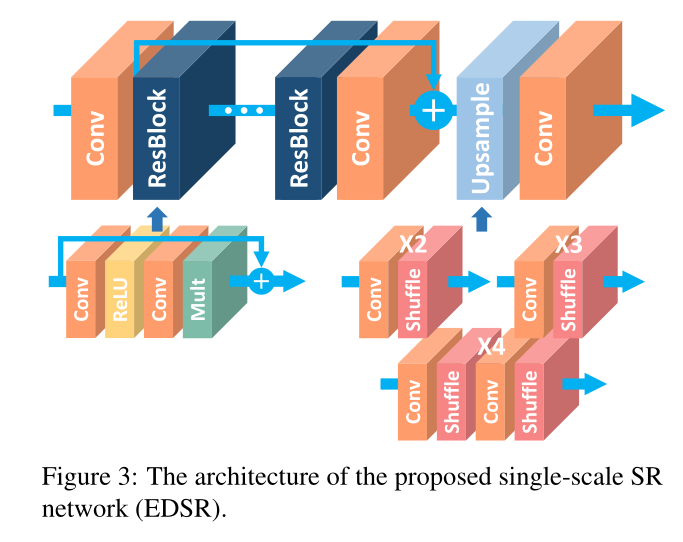 Conv
ResBlock
ResBlock
Conv
Upsample
Conv
Conv
ReLU
Conv
Mult
X2
Conv
Shuffle
X3
Conv
Shuffle
X4
Conv
Shuffle
Conv
Shuffle
Figure 3: The architecture of the proposed single-scale SR
network (EDSR).